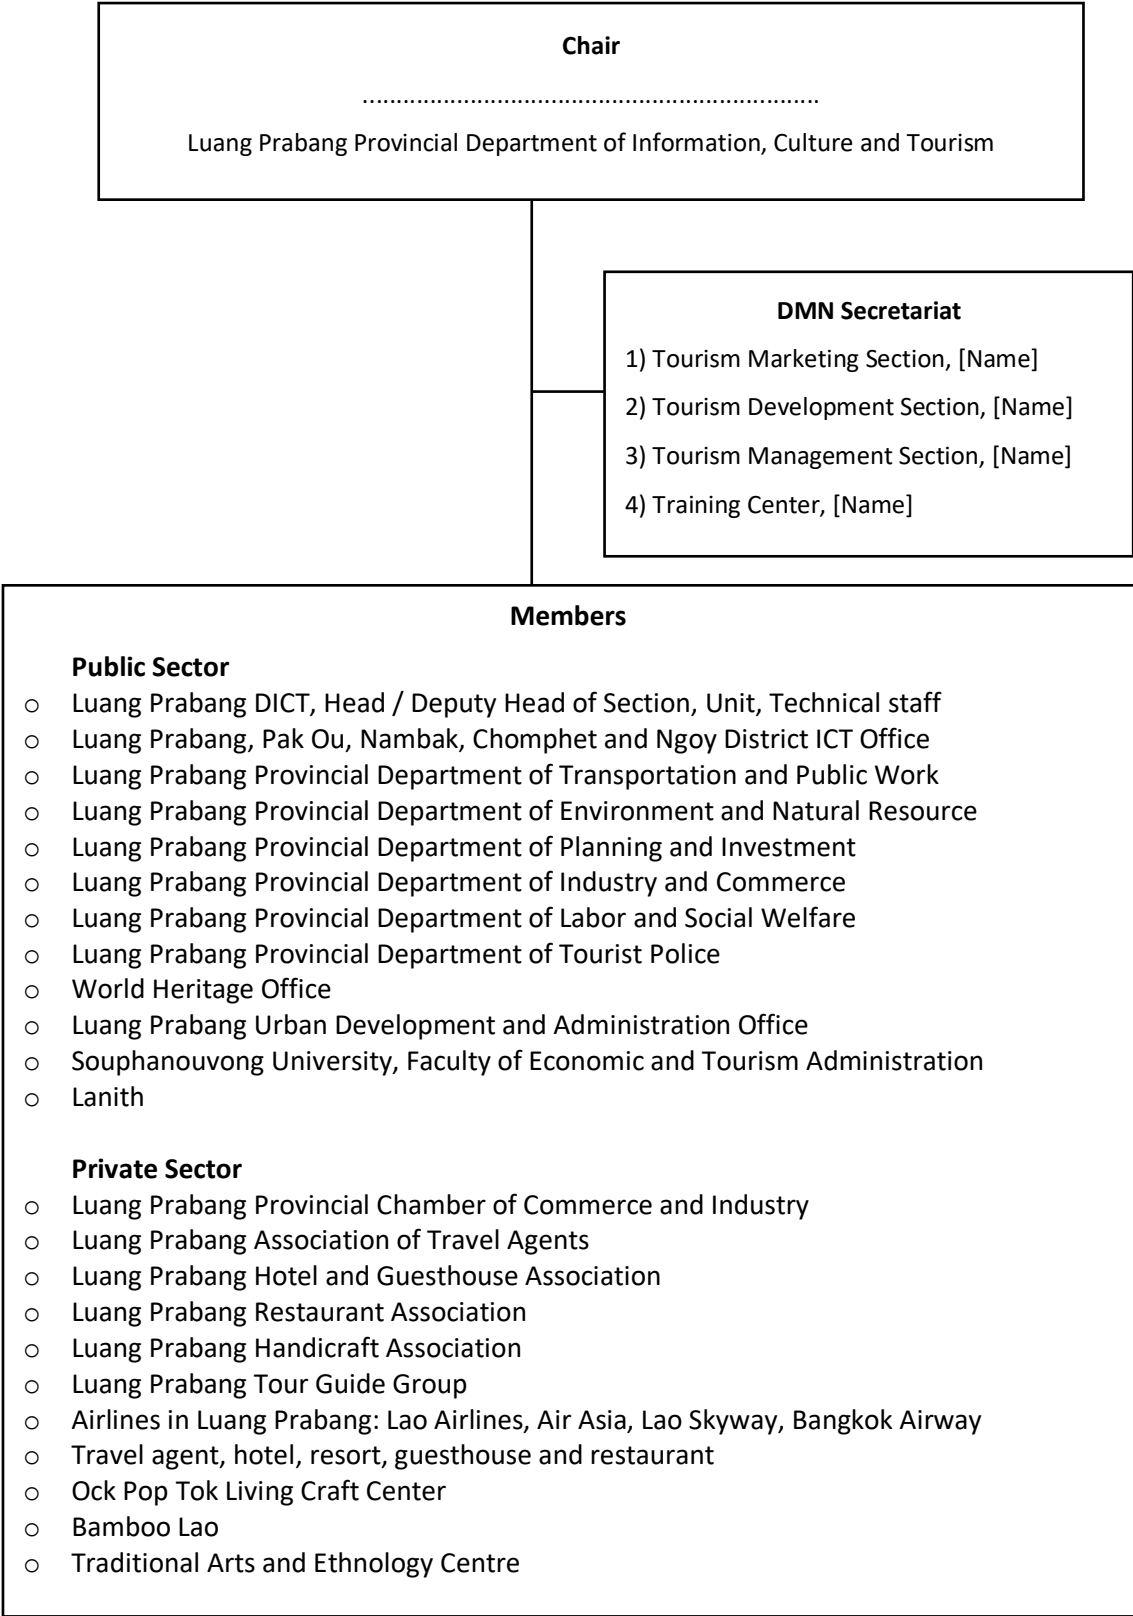 Chair
...................................................................
Luang Prabang Provincial Department of Information, Culture and Tourism
DMN Secretariat
1) Tourism Marketing Section, [Name]
2) Tourism Development Section, [Name]
3) Tourism Management Section, [Name]
4) Training Center, [Name]
Members
Public Sector
o Luang Prabang DICT, Head / Deputy Head of Section, Unit, Technical staff
o Luang Prabang, Pak Ou, Nambak, Chomphet and Ngoy District ICT Office
o Luang Prabang Provincial Department of Transportation and Public Work
o Luang Prabang Provincial Department of Environment and Natural Resource
o Luang Prabang Provincial Department of Planning and Investment
o Luang Prabang Provincial Department of Industry and Commerce
o Luang Prabang Provincial Department of Labor and Social Welfare
o Luang Prabang Provincial Department of Tourist Police
o World Heritage Office
o Luang Prabang Urban Development and Administration Office
o Souphanouvong University, Faculty of Economic and Tourism Administration
o Lanith
Private Sector
o Luang Prabang Provincial Chamber of Commerce and Industry
o Luang Prabang Association of Travel Agents
o Luang Prabang Hotel and Guesthouse Association
o Luang Prabang Restaurant Association
o Luang Prabang Handicraft Association
o Luang Prabang Tour Guide Group
o Airlines in Luang Prabang: Lao Airlines, Air Asia, Lao Skyway, Bangkok Airway
o Travel agent, hotel, resort, guesthouse and restaurant
o Ock Pop Tok Living Craft Center
o Bamboo Lao
o Traditional Arts and Ethnology Centre